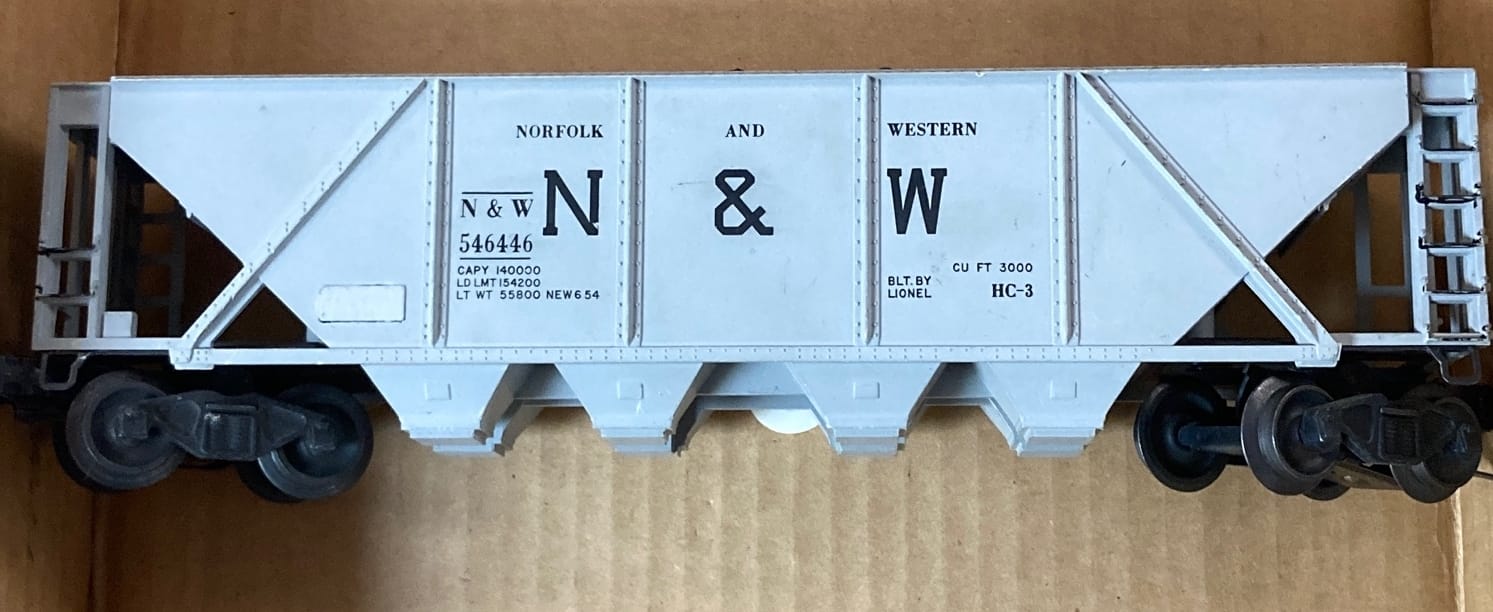 NORFOLK AND WESTERN
N & W
N & W
546446
CAPY 140000
LD LMT 154200
LT WT 55800 NEW 6 54
CU FT 3000
BLT. BY
LIONEL HC-3